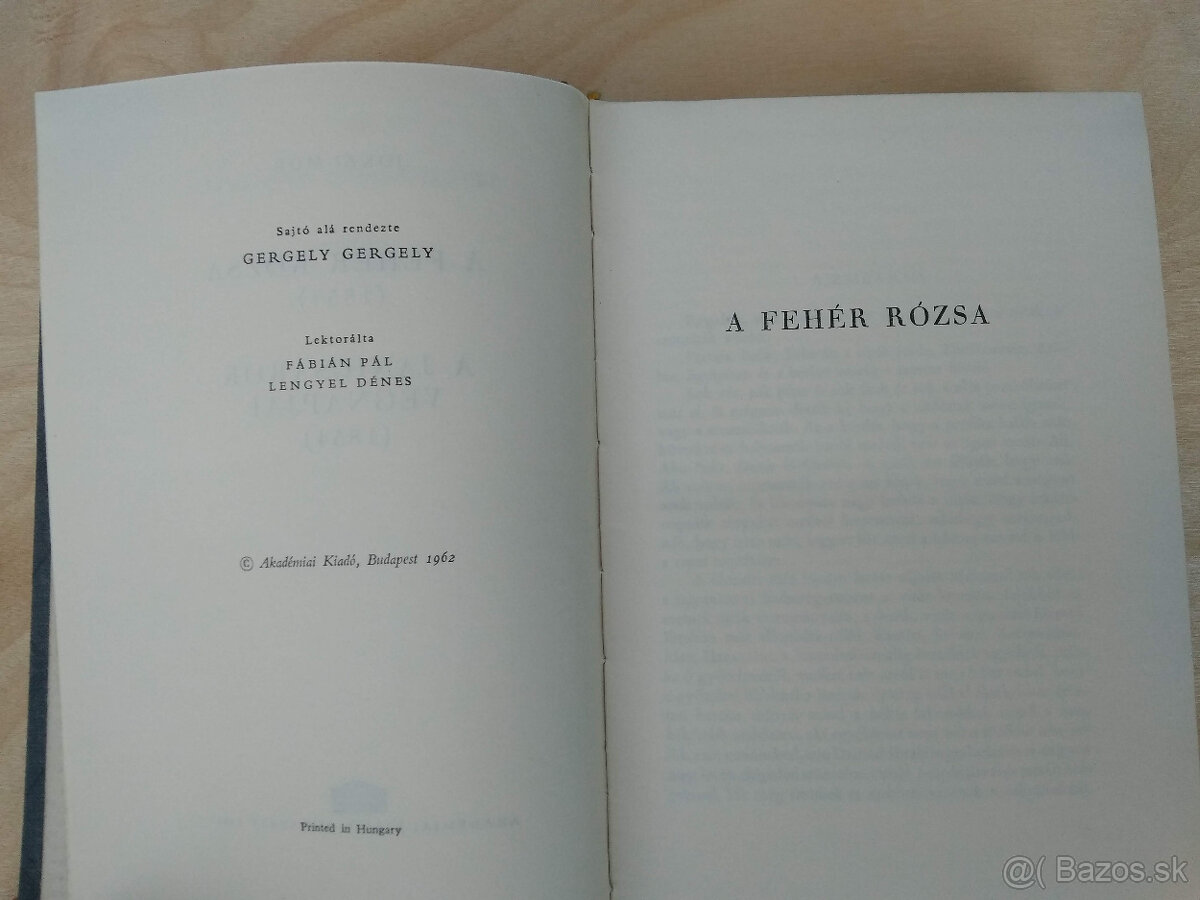 Sajtó alá rendezte
GERGELY GERGELY
Lektorálta
FÁBIÁN PÁL
LENGYEL DÉNES
© Akadémiai Kiadó, Budapest 1962
Printed in Hungary
A FEHÉR RÓZSA
@( Bazos.sk